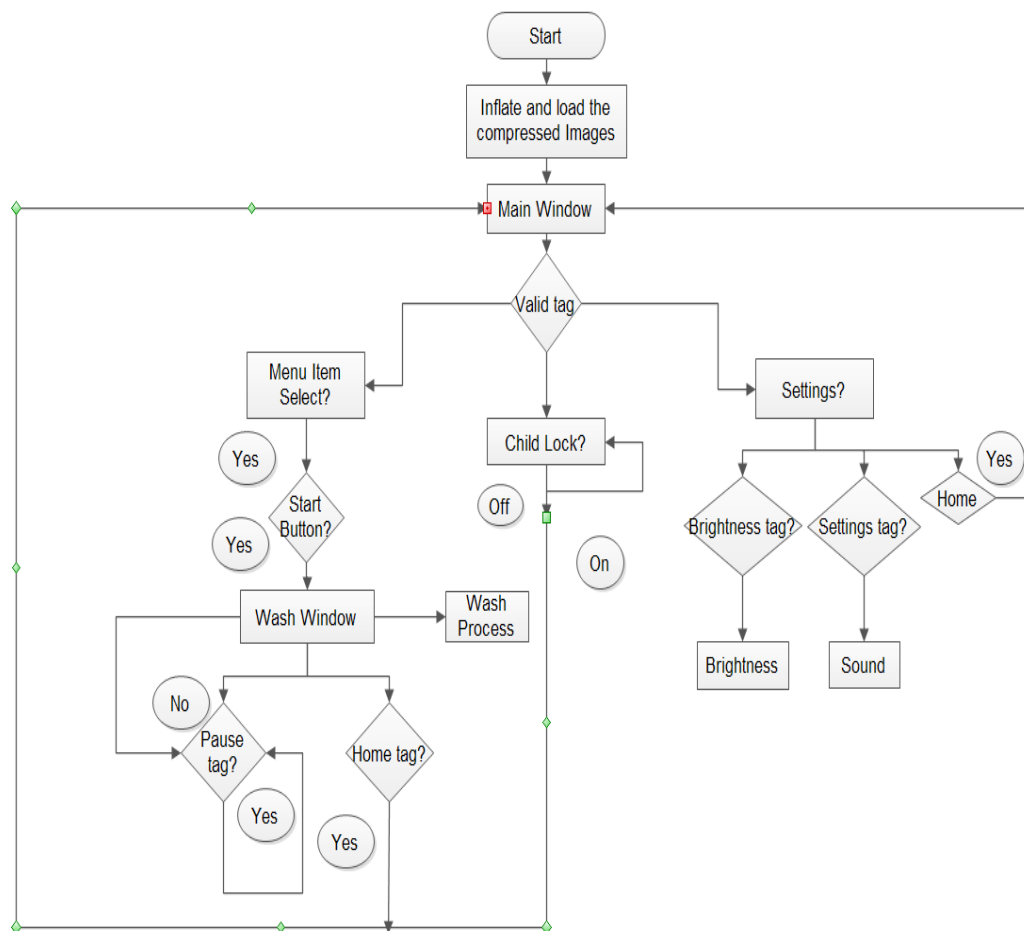 Start
Inflate and load the
compressed Images
Main Window
Valid tag
Menu Item
Select?
Settings?
Child Lock?
Yes
Yes
Start
Button?
Off
Home
Brightness tag?
Settings tag?
Yes
On
Wash Window
Wash
Process
Brightness
Sound
No
Pause
tag?
Home tag?
Yes
Yes